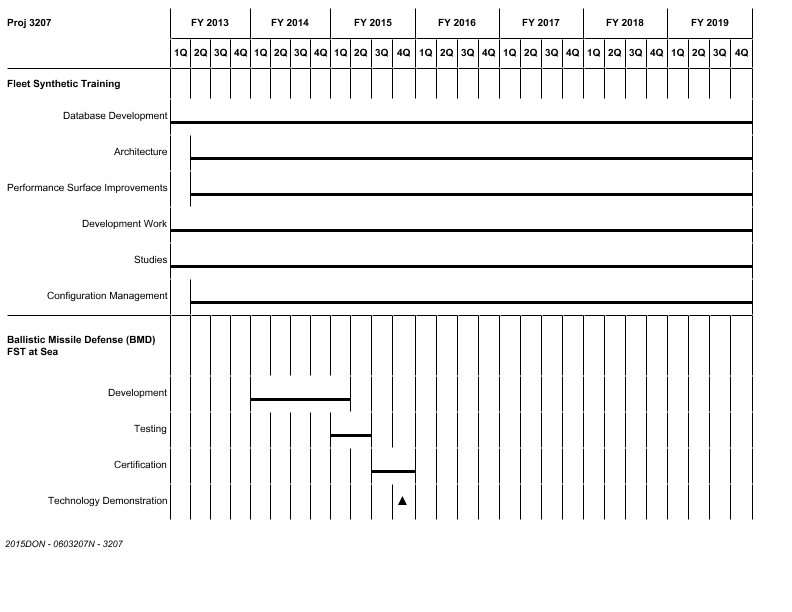 Proj 3207 FY 2013 FY 2014 FY 2015 FY 2016 FY 2017 FY 2018 FY 2019
1Q 2Q 3Q 4Q 1Q 2Q 3Q 4Q 1Q 2Q 3Q 4Q 1Q 2Q 3Q 4Q 1Q 2Q 3Q 4Q 1Q 2Q 3Q 4Q 1Q 2Q 3Q 4Q
Fleet Synthetic Training
Database Development
Architecture
Performance Surface Improvements
Development Work
Studies
Configuration Management
Ballistic Missile Defense (BMD)
FST at Sea
Development
Testing
Certification
Technology Demonstration
2015DON - 0603207N - 3207